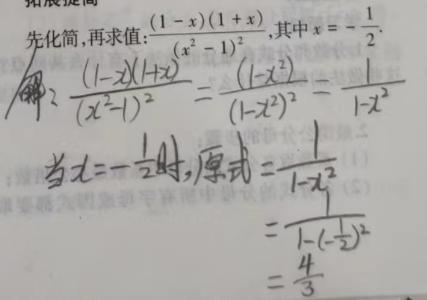 拓展提高
先化简,再求值:\frac{(1-x)(1+x)}{(x^2-1)^2},其中 x=-\frac{1}{2}.
解: \frac{(1-x)(1+x)}{(x^2-1)^2} = \frac{(1-x^2)}{(1-x^2)^2} = \frac{1}{1-x^2}
当x=-\frac{1}{2}时,原式=\frac{1}{1-x^2}
=\frac{1}{1-(-\frac{1}{2})^2}
=\frac{4}{3}